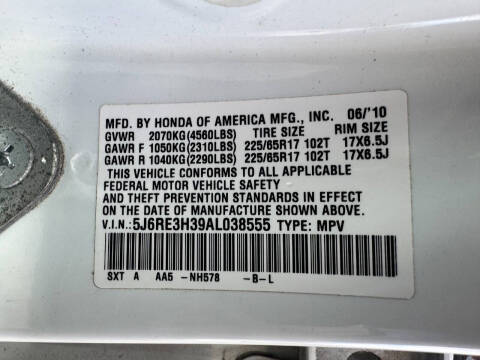 MFD. BY HONDA OF AMERICA MFG., INC. 06/'10
GVWR 2070KG(4560LBS) TIRE SIZE RIM SIZE
GAWR F 1050KG(2310LBS) 225/65R17 102T 17X6.5J
GAWR R 1040KG(2290LBS) 225/65R17 102T 17X6.5J
THIS VEHICLE CONFORMS TO ALL APPLICABLE
FEDERAL MOTOR VEHICLE SAFETY
AND THEFT PREVENTION STANDARDS IN EFFECT
ON THE DATE OF MANUFACTURE SHOWN ABOVE.
V.I.N.:5J6RE3H39AL038555 TYPE: MPV
SXT A AA5 -NH578 -B-L